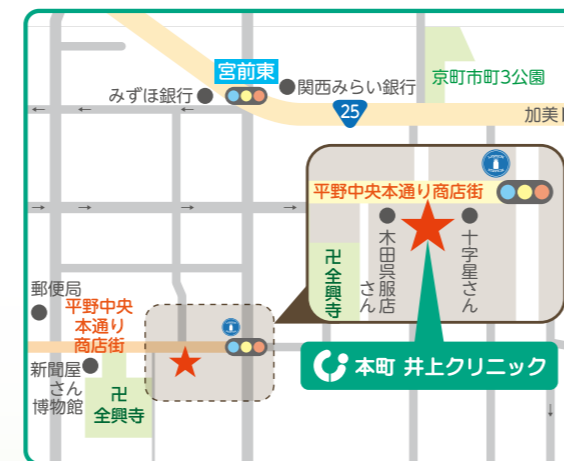 宮前東
みずほ銀行
関西みらい銀行
京町市町3公園
25
加美
平野中央本通り商店街
木田呉服店
さん
十字星さん
卍
全興寺
郵便局
平野中央
本通り
商店街
新聞屋
さん
博物館
卍
全興寺
本町 井上クリニック